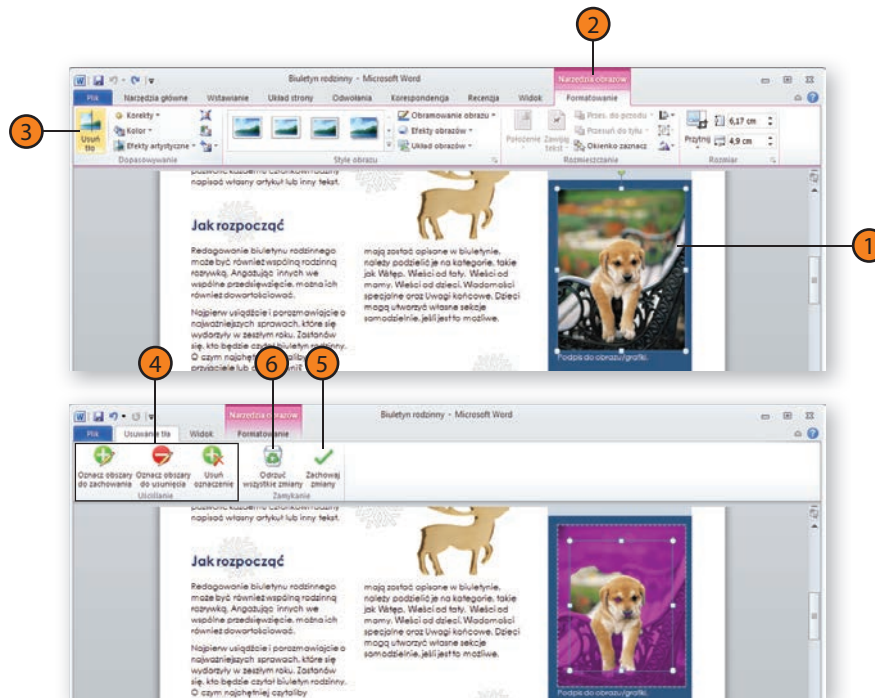 2
Biuletyn rodzinny - Microsoft Word
Narzędzia obrazów
Plik Narzędzia główne Wstawianie Układ strony Odwołania Korespondencja Recenzja Widok Formatowanie
3
Usuń tło
Korekty
Kolor
Efekty artystyczne
Dopasowywanie
Style obrazu
Obramowanie obrazu
Efekty obrazów
Układ obrazów
Położenie
Zawijaj tekst
Przes. do przodu
Przesuń do tyłu
Okienko zaznacz
Rozmieszczanie
Przytnij
6,17 cm
4,9 cm
Rozmiar
napisać własny artykuł lub inny tekst.
Jak rozpocząć
Redagowanie biuletynu rodzinnego
może być również wspólną rodzinną
rozrywką. Angażując innych we
wspólne przedsięwzięcie, można ich
również dowartościować.
Najpierw usiądźcie i porozmawiajcie o
najważniejszych sprawach, które się
wydarzyły w zeszłym roku. Zastanów
się, kto będzie czytał biuletyn rodzinny.
O czym
przyjaciele lub
mają zostać opisane w biuletynie,
należy podzielić je na kategorie, takie
jak Wstęp, Wieści od taty, Wieści od
mamy, Wieści od dzieci, Wiadomości
specjalne oraz Uwagi końcowe. Dzieci
mogą utworzyć własne sekcje
samodzielnie, jeśli jest to możliwe.
1
Podpis do obrazu/grafiki.
4
6
5
Narzędzia obrazów
Biuletyn rodzinny - Microsoft Word
Plik Usuwanie tła Widok Formatowanie
Oznacz obszary do zachowania
Oznacz obszary do usunięcia
Usuń oznaczenie
Uściślanie
Odrzuć wszystkie zmiany
Zachowaj zmiany
Zamykanie
napisać własny artykuł lub inny tekst.
Jak rozpocząć
Redagowanie biuletynu rodzinnego
może być również wspólną rodzinną
rozrywką. Angażując innych we
wspólne przedsięwzięcie, można ich
również dowartościować.
Najpierw usiądźcie i porozmawiajcie o
najważniejszych sprawach, które się
wydarzyły w zeszłym roku. Zastanów
się, kto będzie czytał biuletyn rodzinny.
O czym najchętniej czytaliby
mają zostać opisane w biuletynie,
należy podzielić je na kategorie, takie
jak Wstęp, Wieści od taty, Wieści od
mamy, Wieści od dzieci, Wiadomości
specjalne oraz Uwagi końcowe. Dzieci
mogą utworzyć własne sekcje
samodzielnie, jeśli jest to możliwe.
Podpis do obrazu/grafiki.